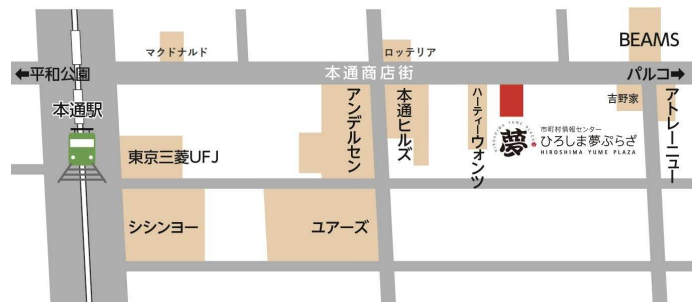 BEAMS
マクドナルド
ロッテリア
←平和公園
本通商店街
パルコ→
本通駅
アンデルセン
本通ヒルズ
ハーティーウォンツ
吉野家
アトレーニュー
市町村情報センター
夢
ひろしま夢ぷらざ
HIROSHIMA YUME PLAZA
東京三菱UFJ
シシンヨー
ユアーズ